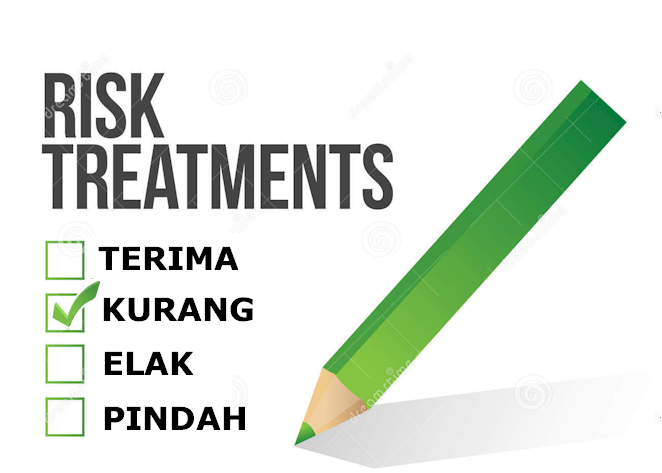 RISK
TREATMENTS
TERIMA
KURANG
ELAK
PINDAH